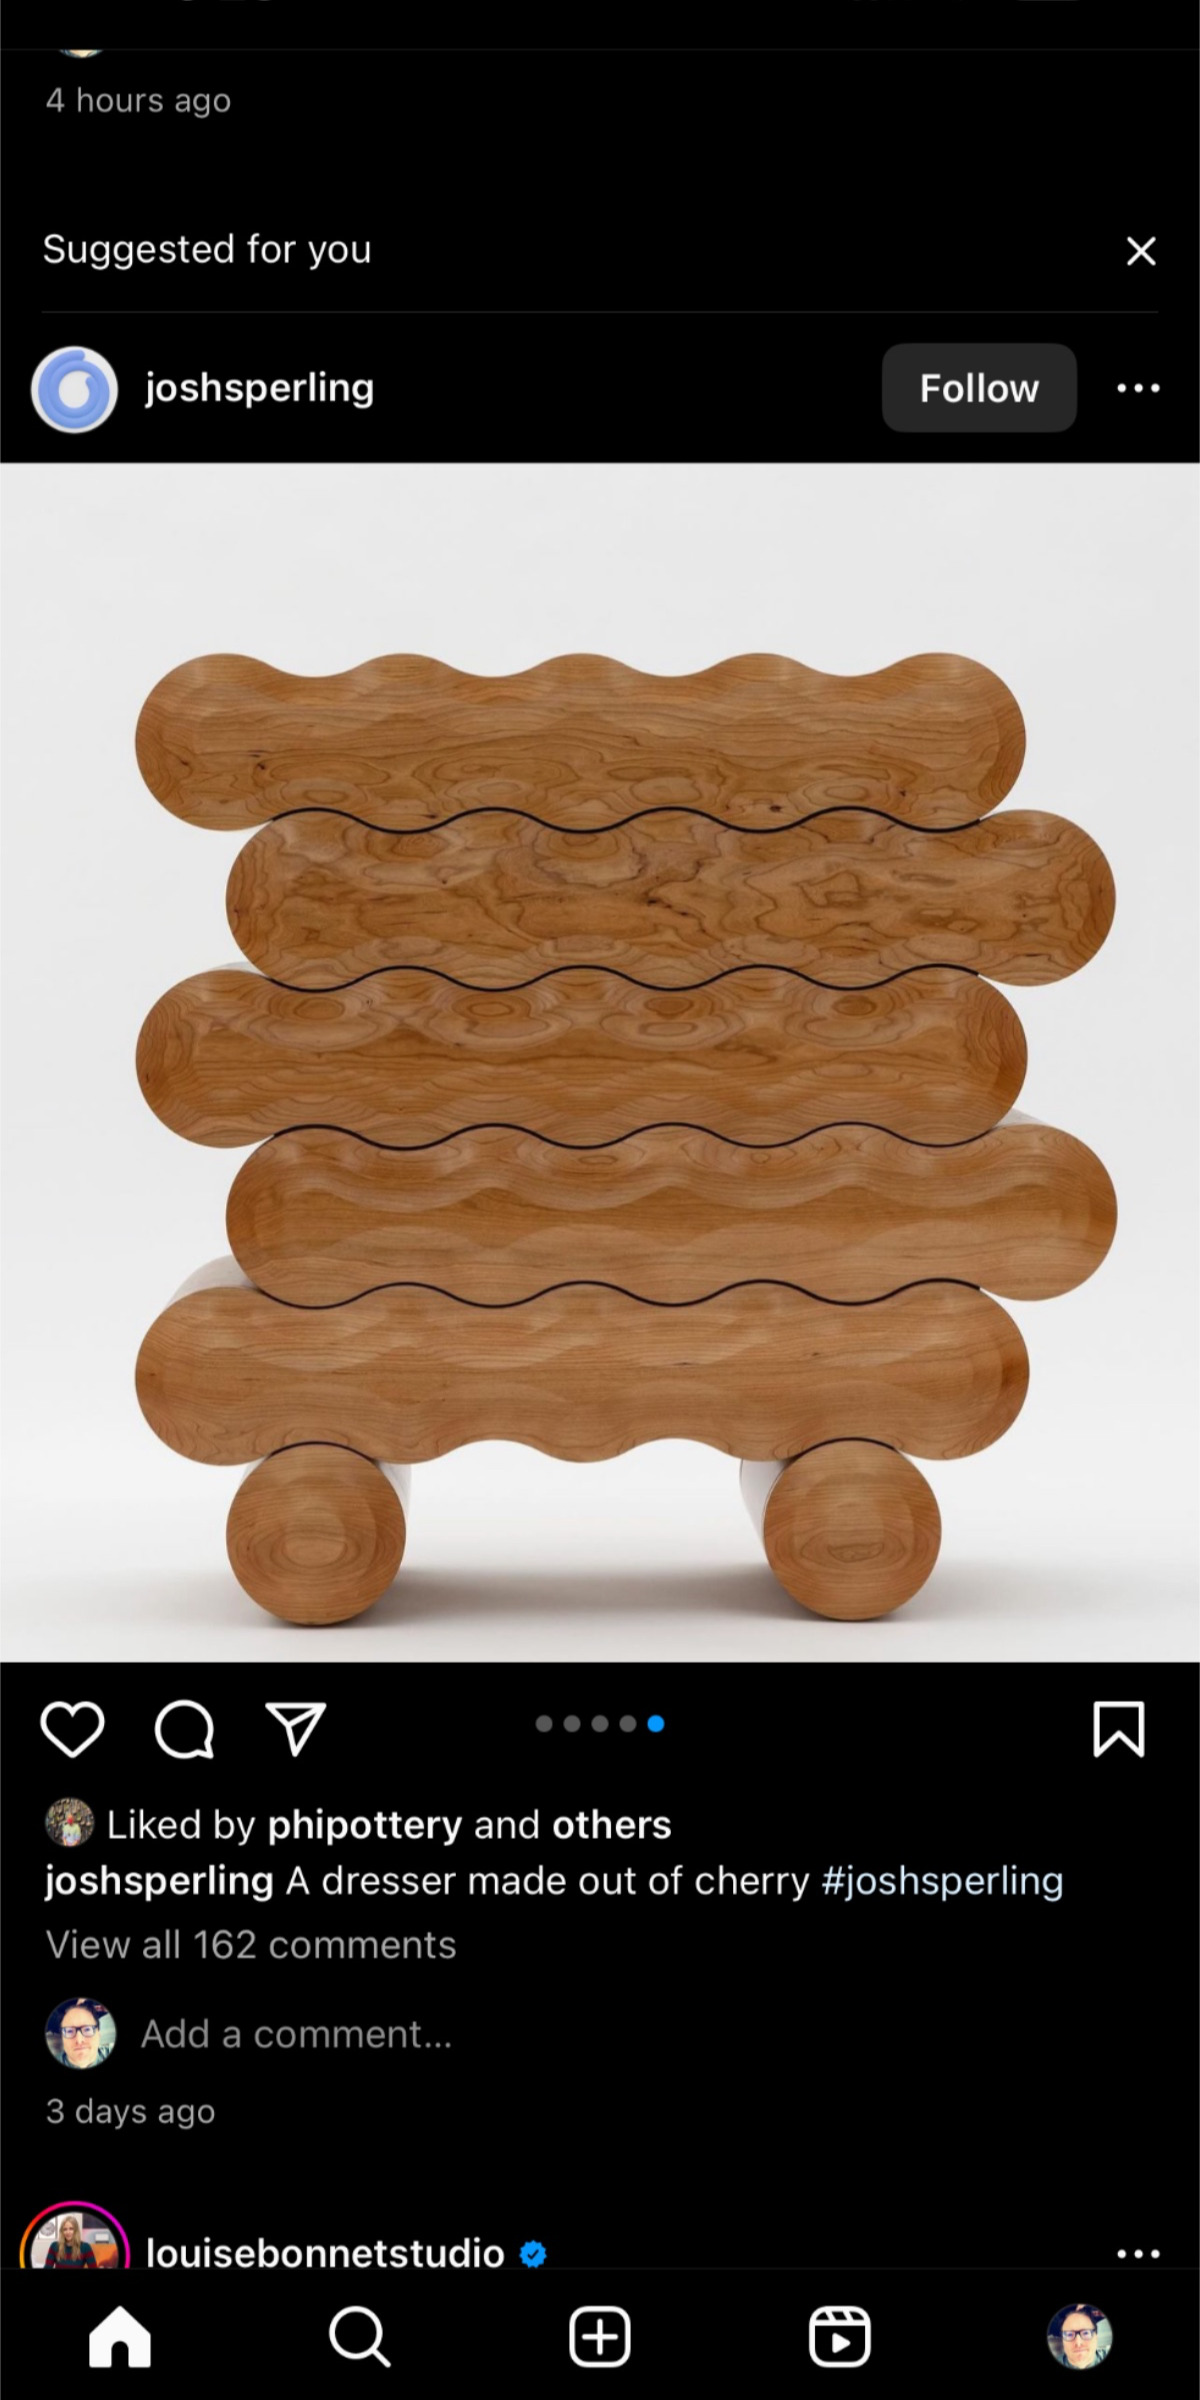 4 hours ago
Suggested for you
joshsperling
Follow
Liked by phipottery and others
joshsperling A dresser made out of cherry #joshsperling
View all 162 comments
Add a comment...
3 days ago
louisebonnetstudio